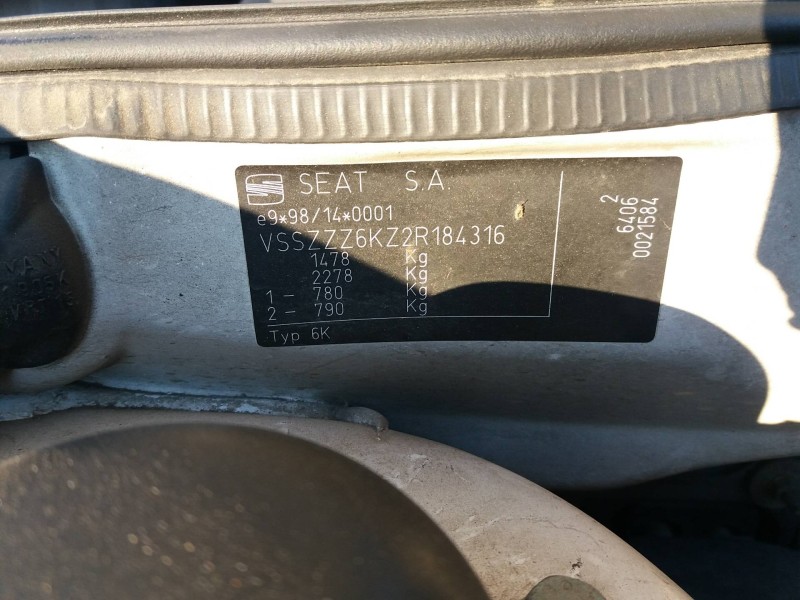 SEAT S.A.
e9*98/14*0001
VSSZZZ6KZ2R184316
1478 Kg
2278 Kg
1 - 780 Kg
2 - 790 Kg
Typ 6K
2
6406
0021584